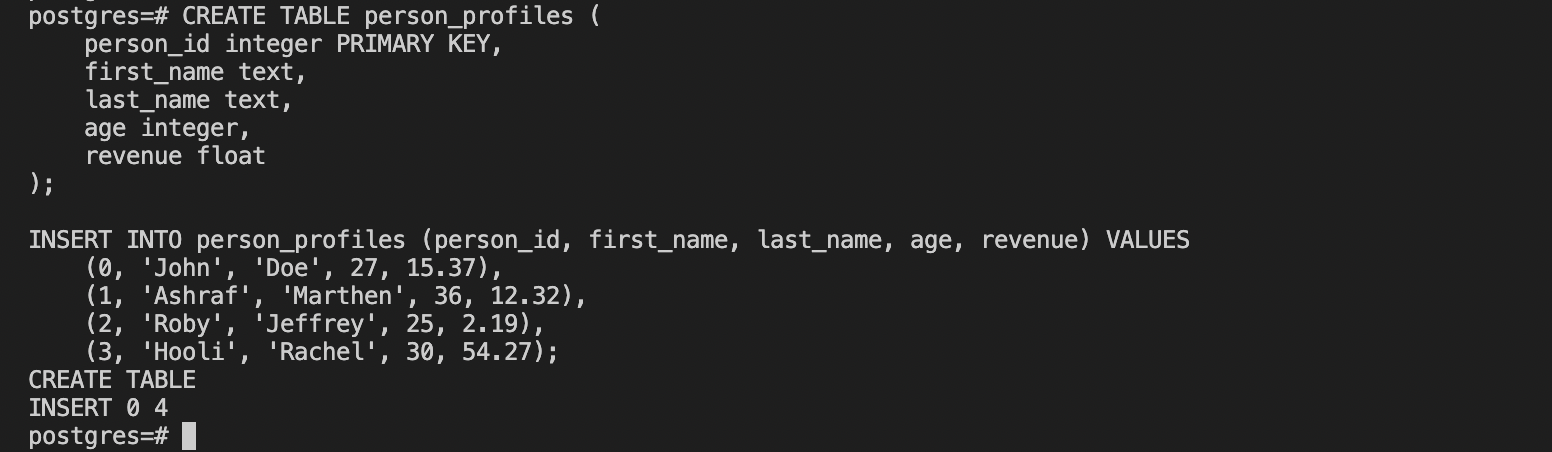 postgres=# CREATE TABLE person_profiles (
    person_id integer PRIMARY KEY,
    first_name text,
    last_name text,
    age integer,
    revenue float
);

INSERT INTO person_profiles (person_id, first_name, last_name, age, revenue) VALUES
    (0, 'John', 'Doe', 27, 15.37),
    (1, 'Ashraf', 'Marthen', 36, 12.32),
    (2, 'Roby', 'Jeffrey', 25, 2.19),
    (3, 'Hooli', 'Rachel', 30, 54.27);
CREATE TABLE
INSERT 0 4
postgres=#